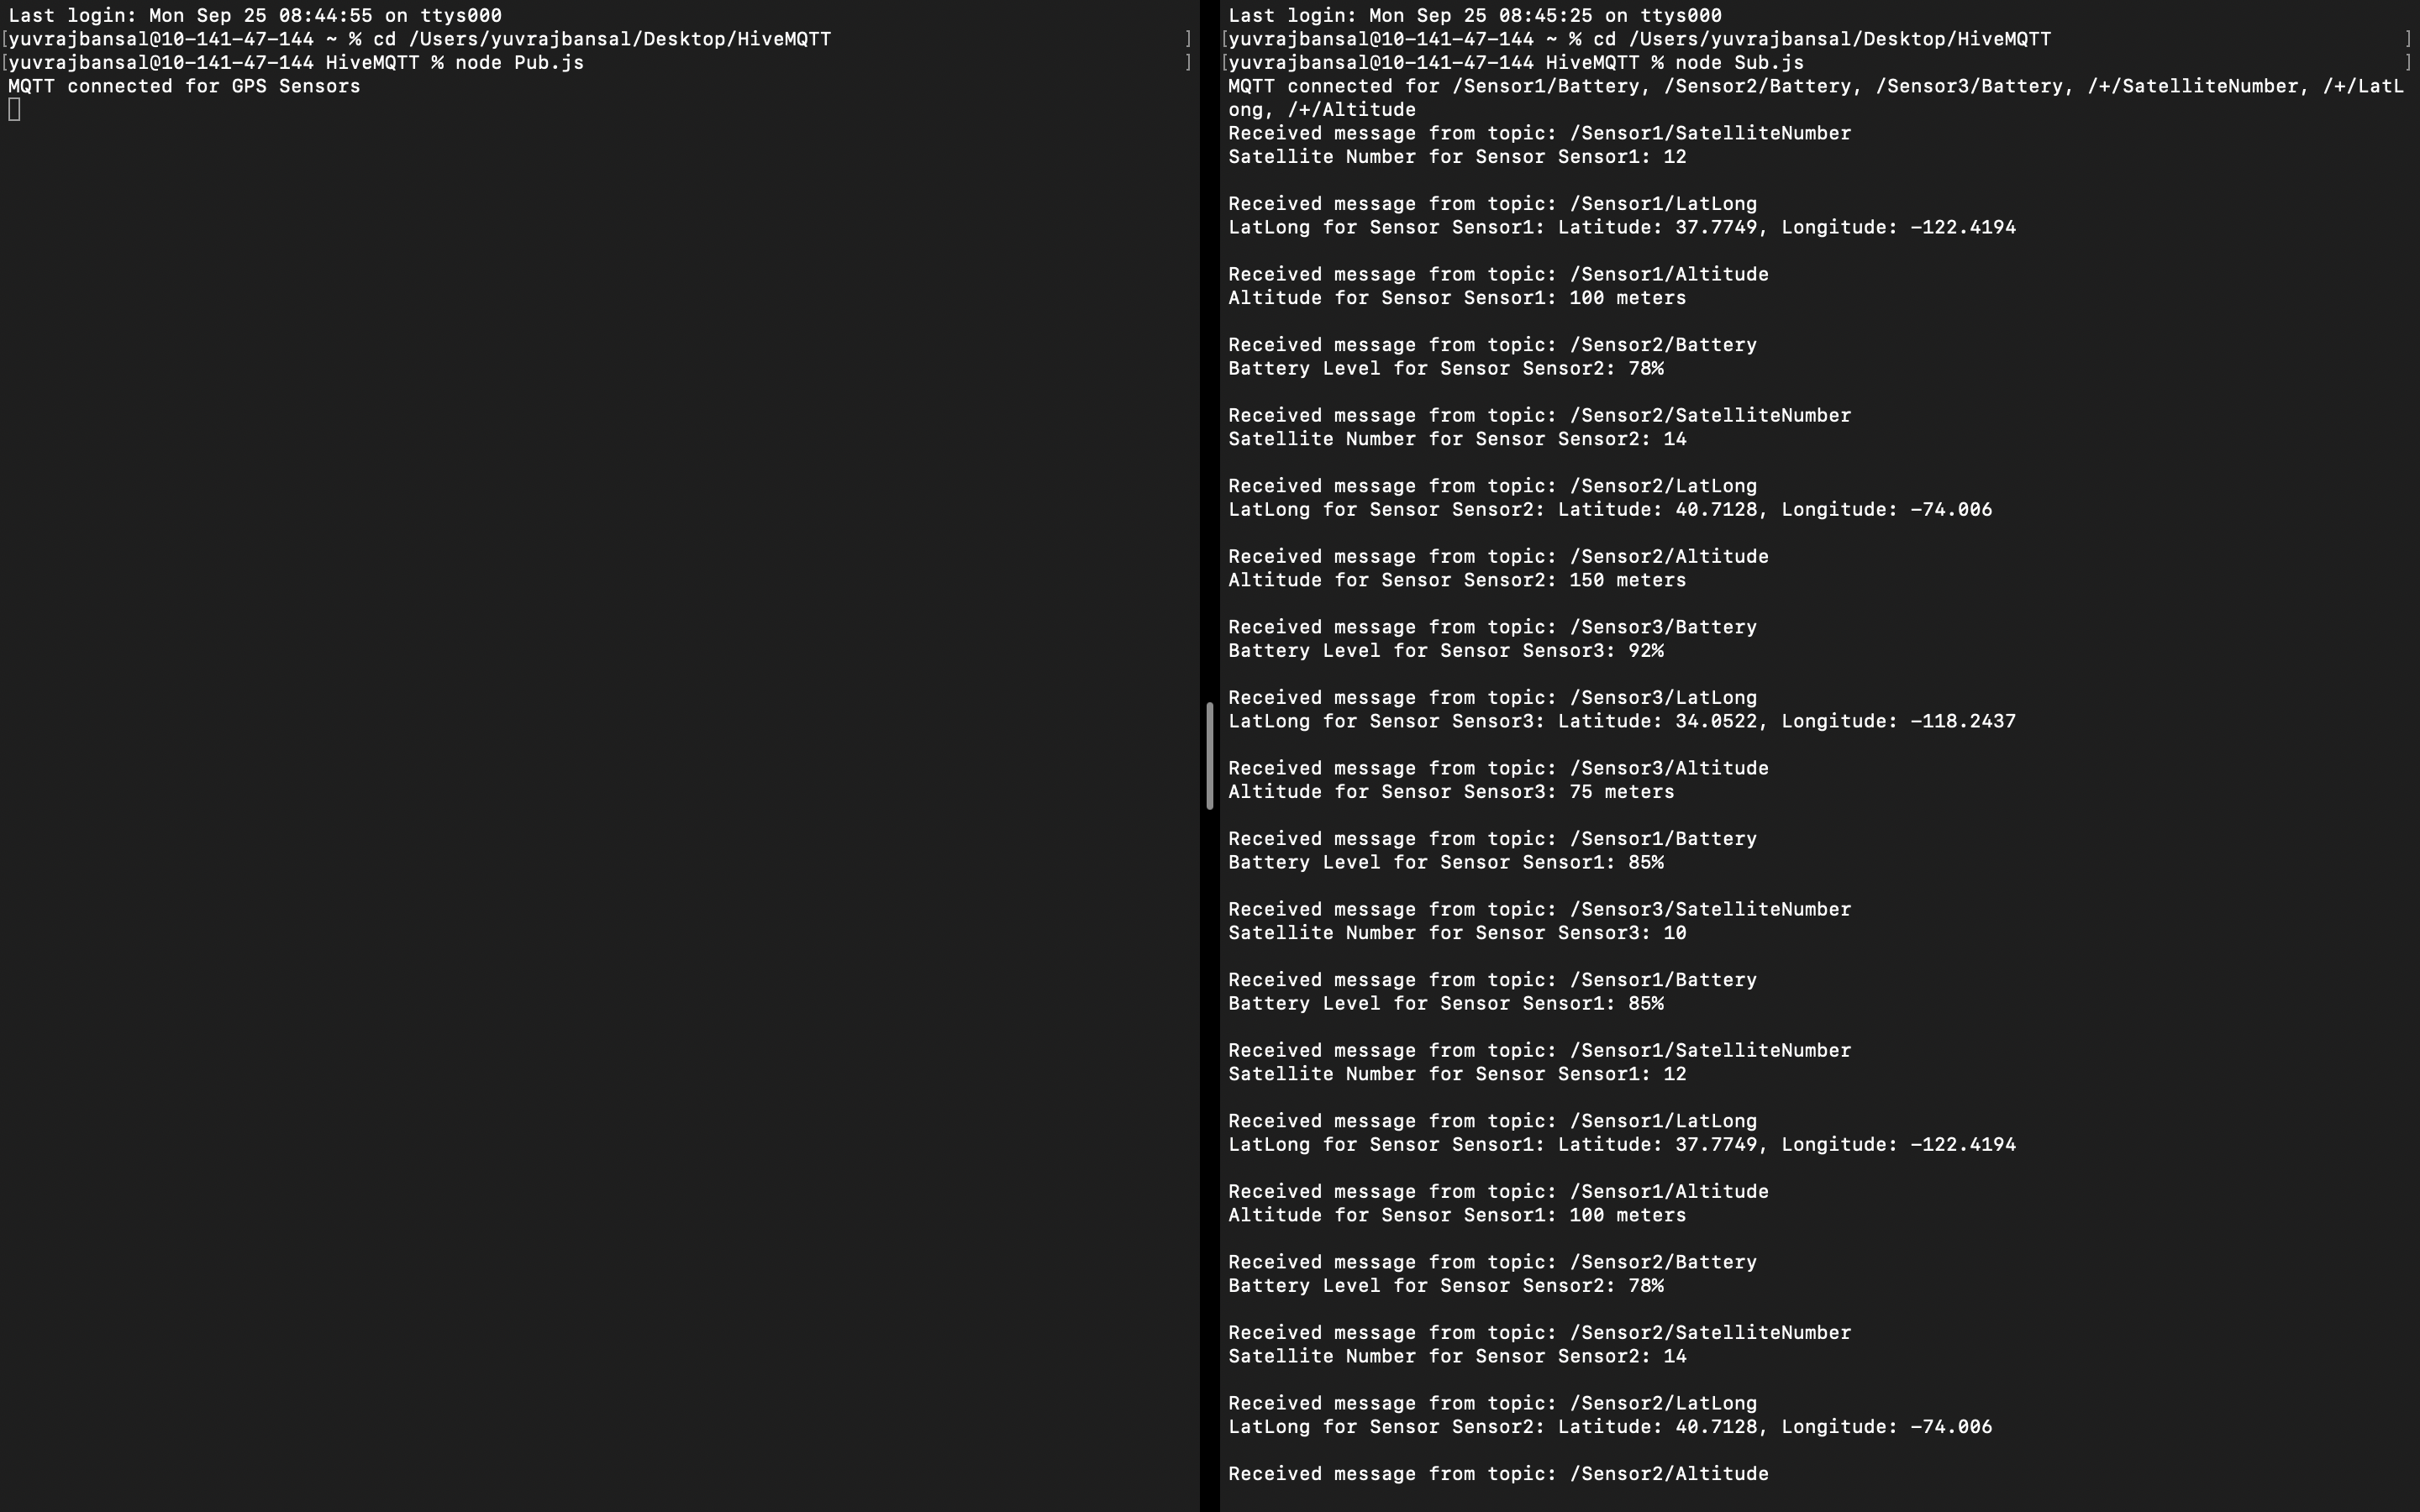 Last login: Mon Sep 25 08:44:55 on ttys000
[yuvrajbansal@10-141-47-144 ~ % cd /Users/yuvrajbansal/Desktop/HiveMQTT ]
[yuvrajbansal@10-141-47-144 HiveMQTT % node Pub.js ]
MQTT connected for GPS Sensors
Last login: Mon Sep 25 08:45:25 on ttys000
[yuvrajbansal@10-141-47-144 ~ % cd /Users/yuvrajbansal/Desktop/HiveMQTT ]
[yuvrajbansal@10-141-47-144 HiveMQTT % node Sub.js ]
MQTT connected for /Sensor1/Battery, /Sensor2/Battery, /Sensor3/Battery, /+/SatelliteNumber, /+/LatL
ong, /+/Altitude
Received message from topic: /Sensor1/SatelliteNumber
Satellite Number for Sensor Sensor1: 12
Received message from topic: /Sensor1/LatLong
LatLong for Sensor Sensor1: Latitude: 37.7749, Longitude: -122.4194
Received message from topic: /Sensor1/Altitude
Altitude for Sensor Sensor1: 100 meters
Received message from topic: /Sensor2/Battery
Battery Level for Sensor Sensor2: 78%
Received message from topic: /Sensor2/SatelliteNumber
Satellite Number for Sensor Sensor2: 14
Received message from topic: /Sensor2/LatLong
LatLong for Sensor Sensor2: Latitude: 40.7128, Longitude: -74.006
Received message from topic: /Sensor2/Altitude
Altitude for Sensor Sensor2: 150 meters
Received message from topic: /Sensor3/Battery
Battery Level for Sensor Sensor3: 92%
Received message from topic: /Sensor3/LatLong
LatLong for Sensor Sensor3: Latitude: 34.0522, Longitude: -118.2437
Received message from topic: /Sensor3/Altitude
Altitude for Sensor Sensor3: 75 meters
Received message from topic: /Sensor1/Battery
Battery Level for Sensor Sensor1: 85%
Received message from topic: /Sensor3/SatelliteNumber
Satellite Number for Sensor Sensor3: 10
Received message from topic: /Sensor1/Battery
Battery Level for Sensor Sensor1: 85%
Received message from topic: /Sensor1/SatelliteNumber
Satellite Number for Sensor Sensor1: 12
Received message from topic: /Sensor1/LatLong
LatLong for Sensor Sensor1: Latitude: 37.7749, Longitude: -122.4194
Received message from topic: /Sensor1/Altitude
Altitude for Sensor Sensor1: 100 meters
Received message from topic: /Sensor2/Battery
Battery Level for Sensor Sensor2: 78%
Received message from topic: /Sensor2/SatelliteNumber
Satellite Number for Sensor Sensor2: 14
Received message from topic: /Sensor2/LatLong
LatLong for Sensor Sensor2: Latitude: 40.7128, Longitude: -74.006
Received message from topic: /Sensor2/Altitude